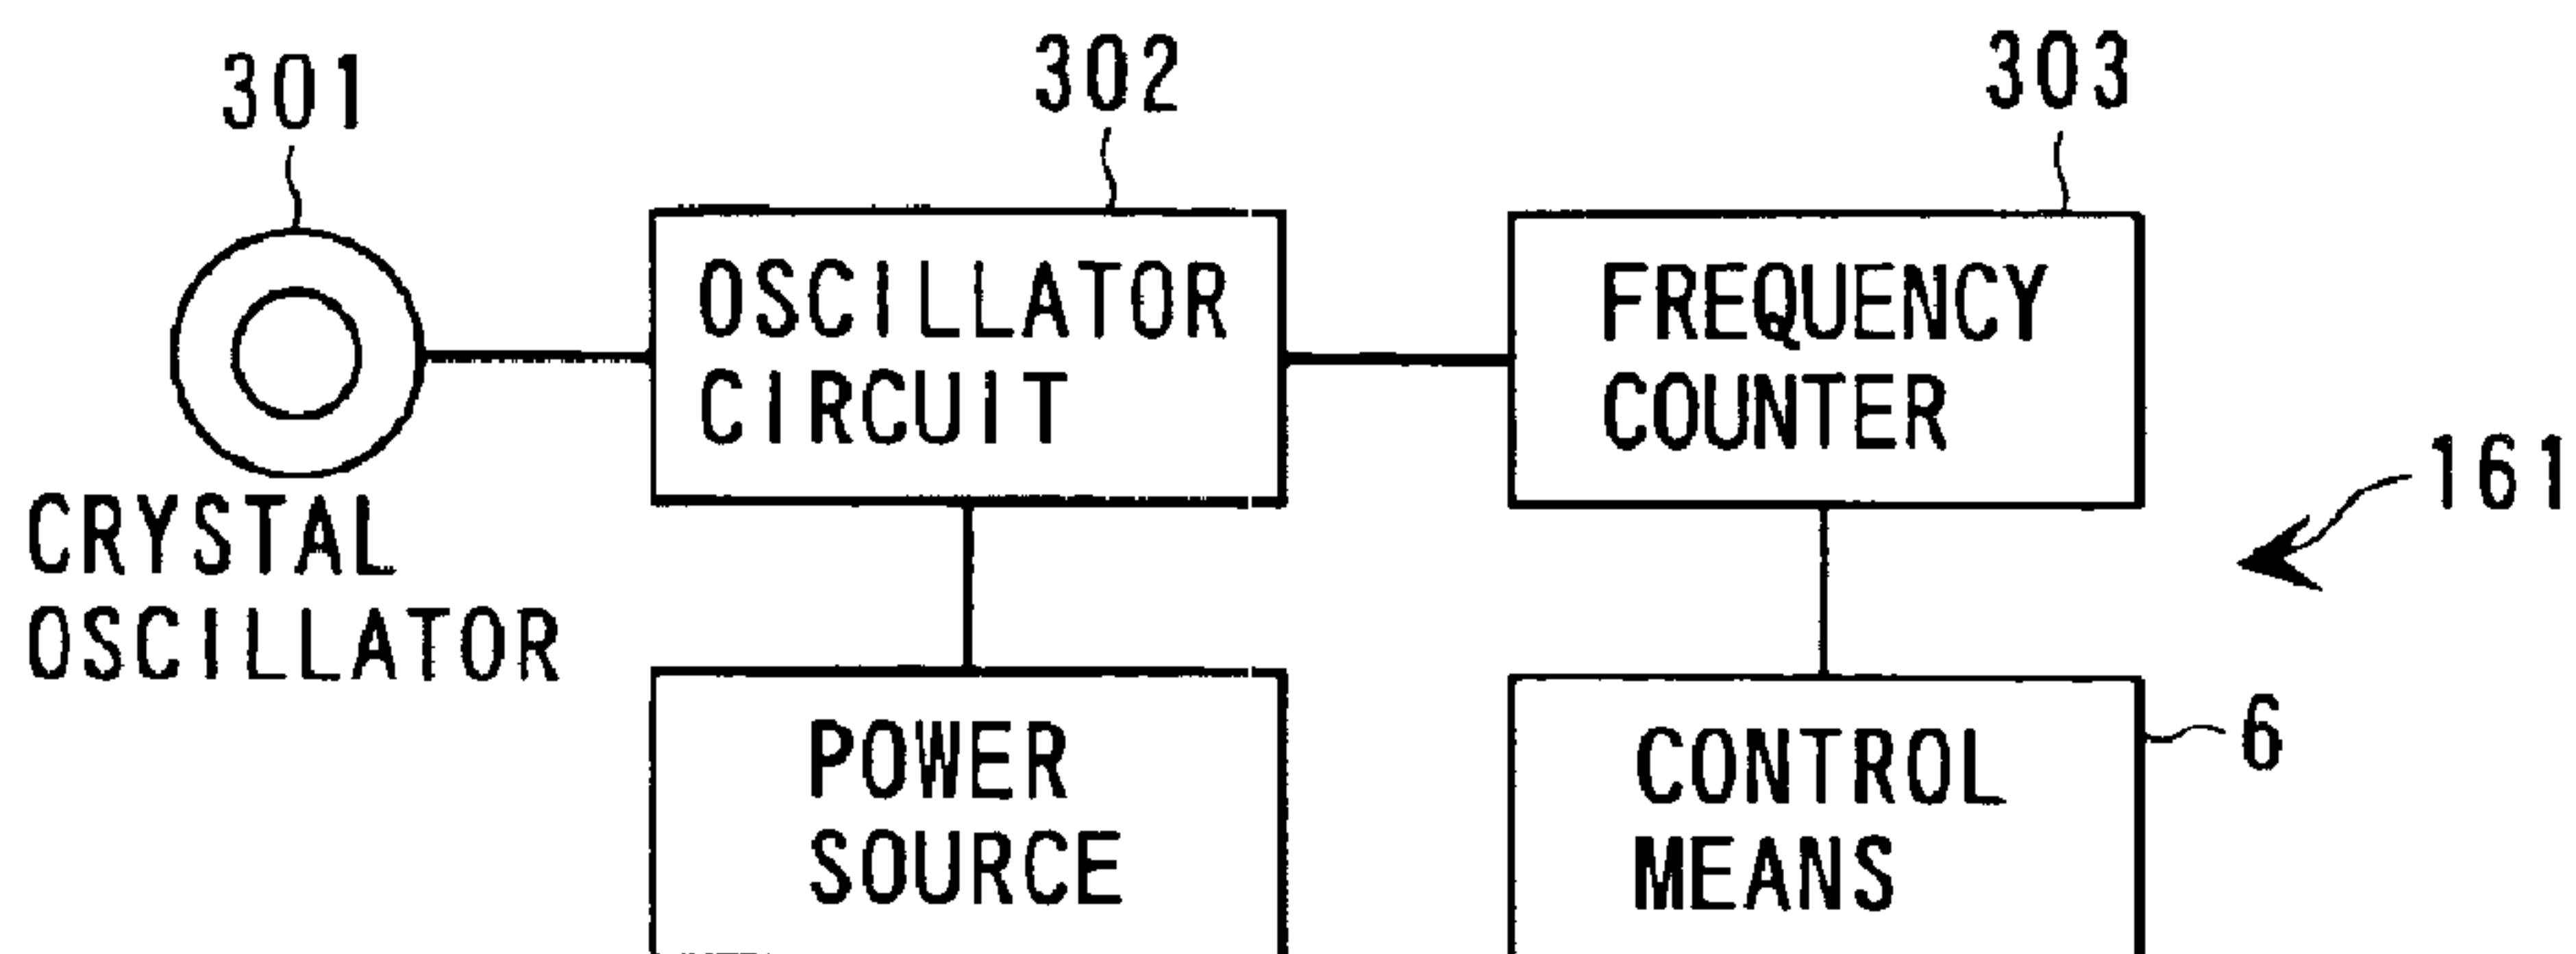 301
302
303
OSCILLATOR
CIRCUIT
FREQUENCY
COUNTER
161
CRYSTAL
OSCILLATOR
POWER
SOURCE
CONTROL
MEANS
6